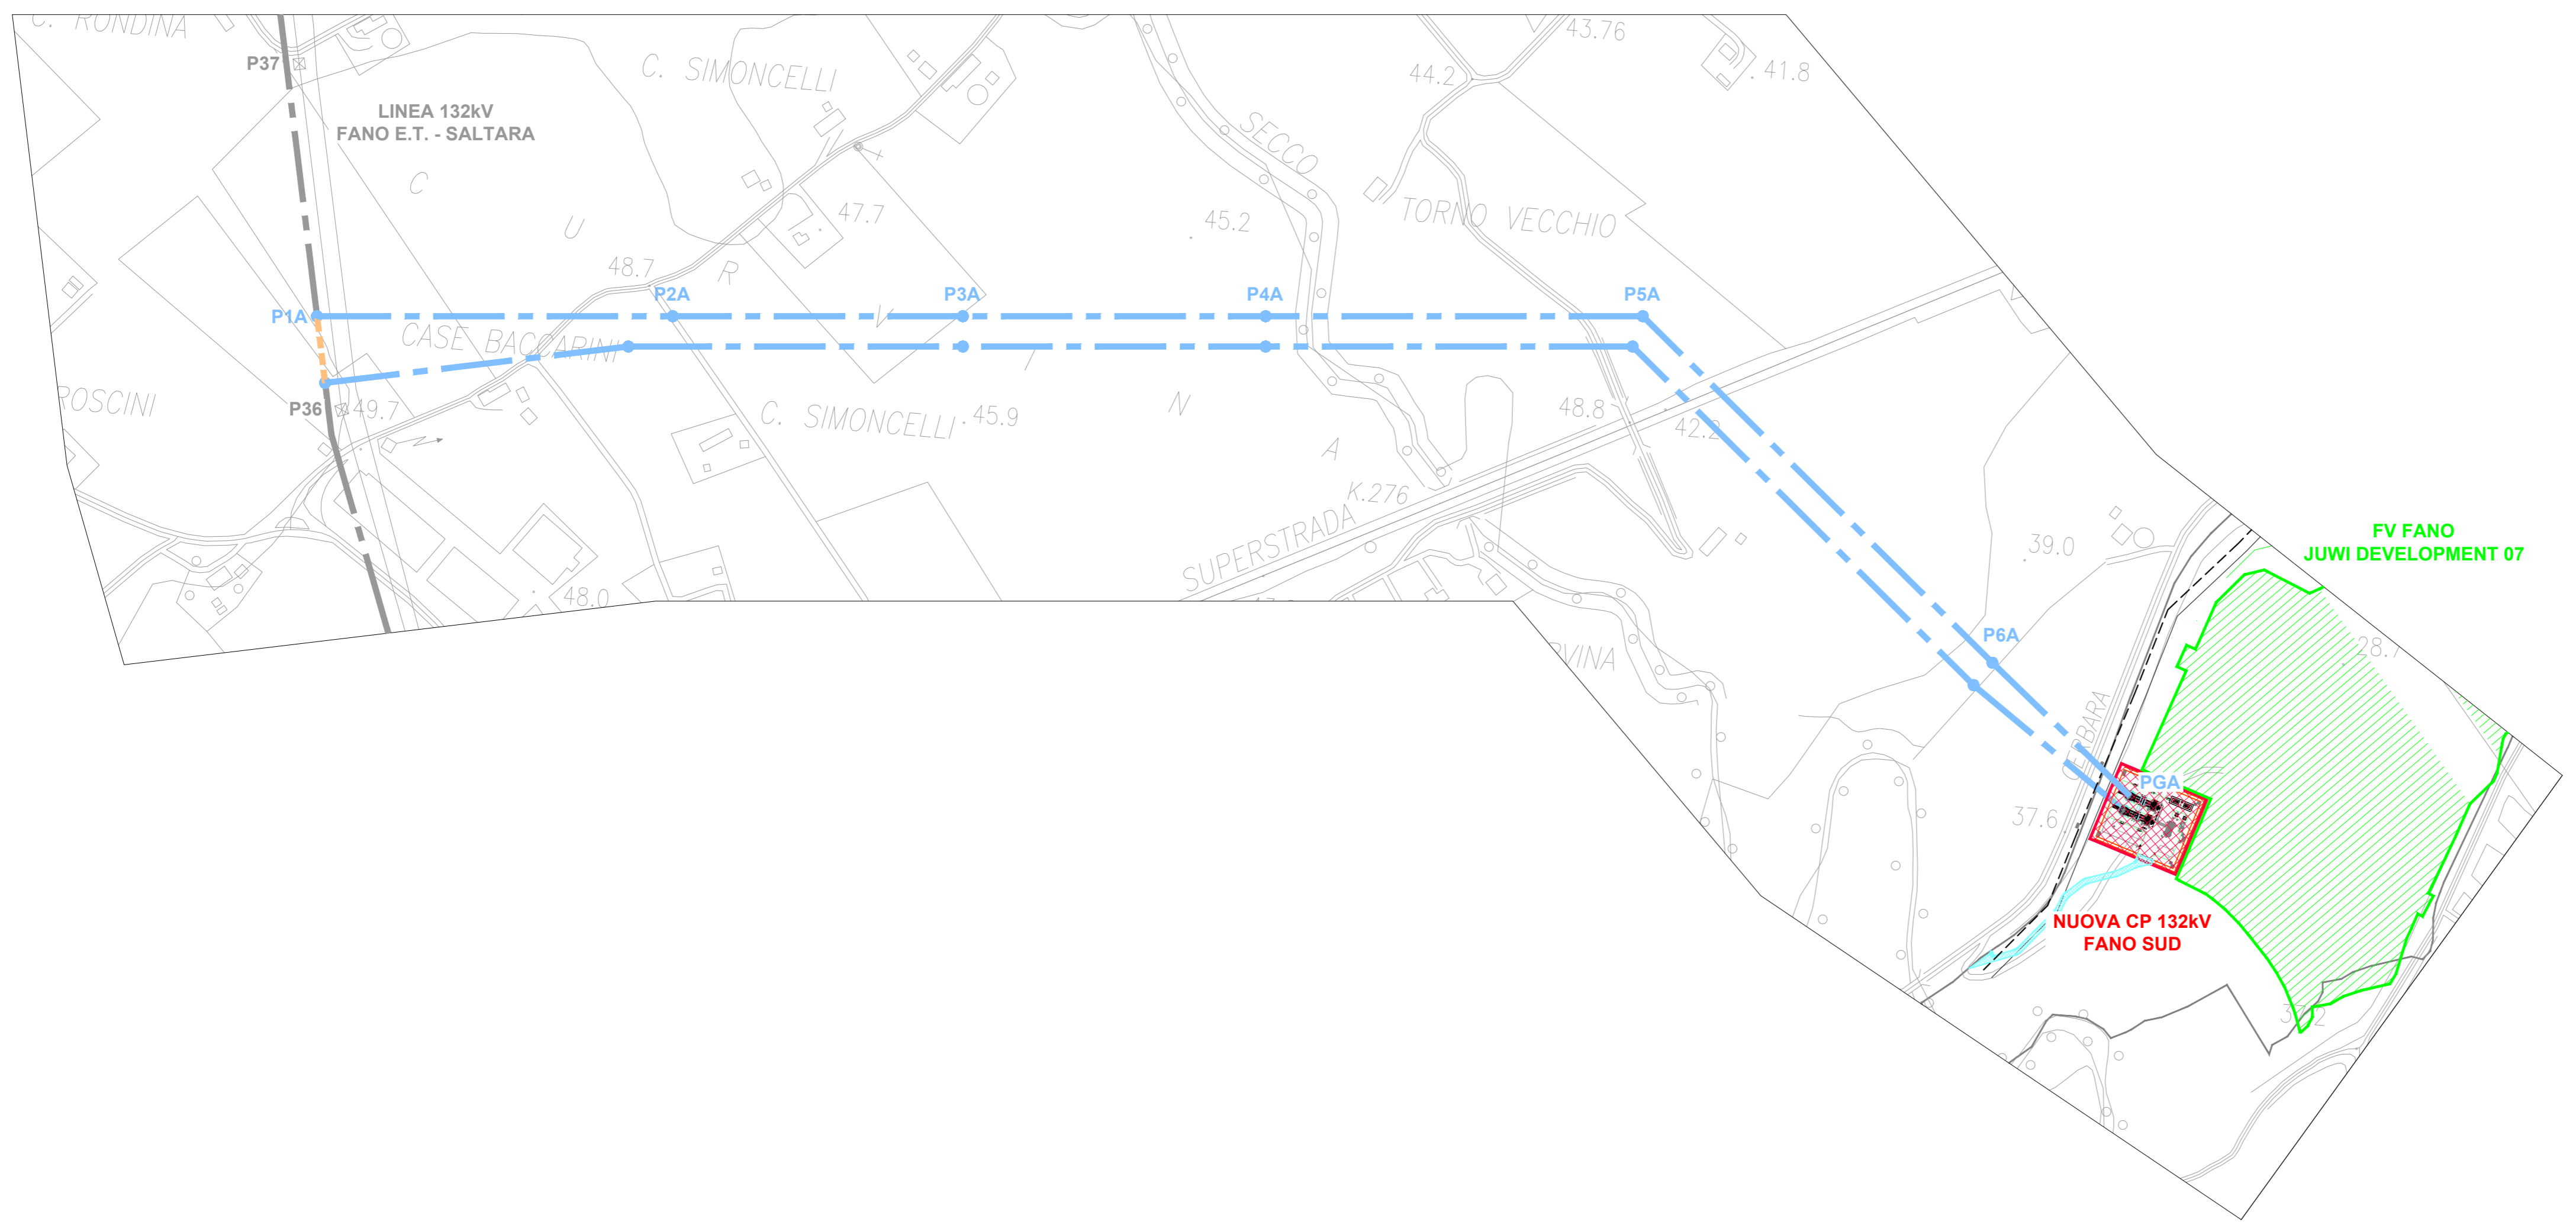 C. RONDINA
P37
LINEA 132kV
FANO E.T. - SALTARA
C. SIMONCELLI
43.76
44.2
41.8
SECCO
TORNO VECCHIO
45.2
47.7
48.7
C U R V I N A
P1A
P2A
P3A
P4A
P5A
CASE BACCARINI
P36
49.7
ROSCINI
C. SIMONCELLI
45.9
48.8
42.2
K.276
SUPERSTRADA
48.0
RVINA
39.0
P6A
FV FANO
JUWI DEVELOPMENT 07
28.7
CERBARA
PGA
37.6
NUOVA CP 132kV
FANO SUD